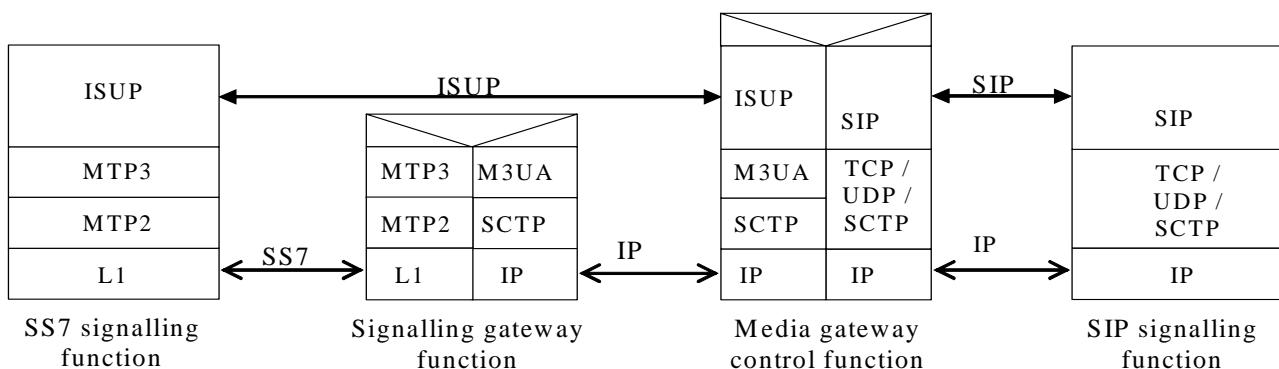 ISUP
MTP3
MTP2
L1
SS7 signalling
function
ISUP
SS7
MTP3
M3UA
MTP2
SCTP
L1
IP
Signalling gateway
function
IP
ISUP
SIP
M3UA
TCP /
UDP /
SCTP
SCTP
IP
IP
Media gateway
control function
SIP
IP
SIP
TCP /
UDP /
SCTP
IP
SIP signalling
function